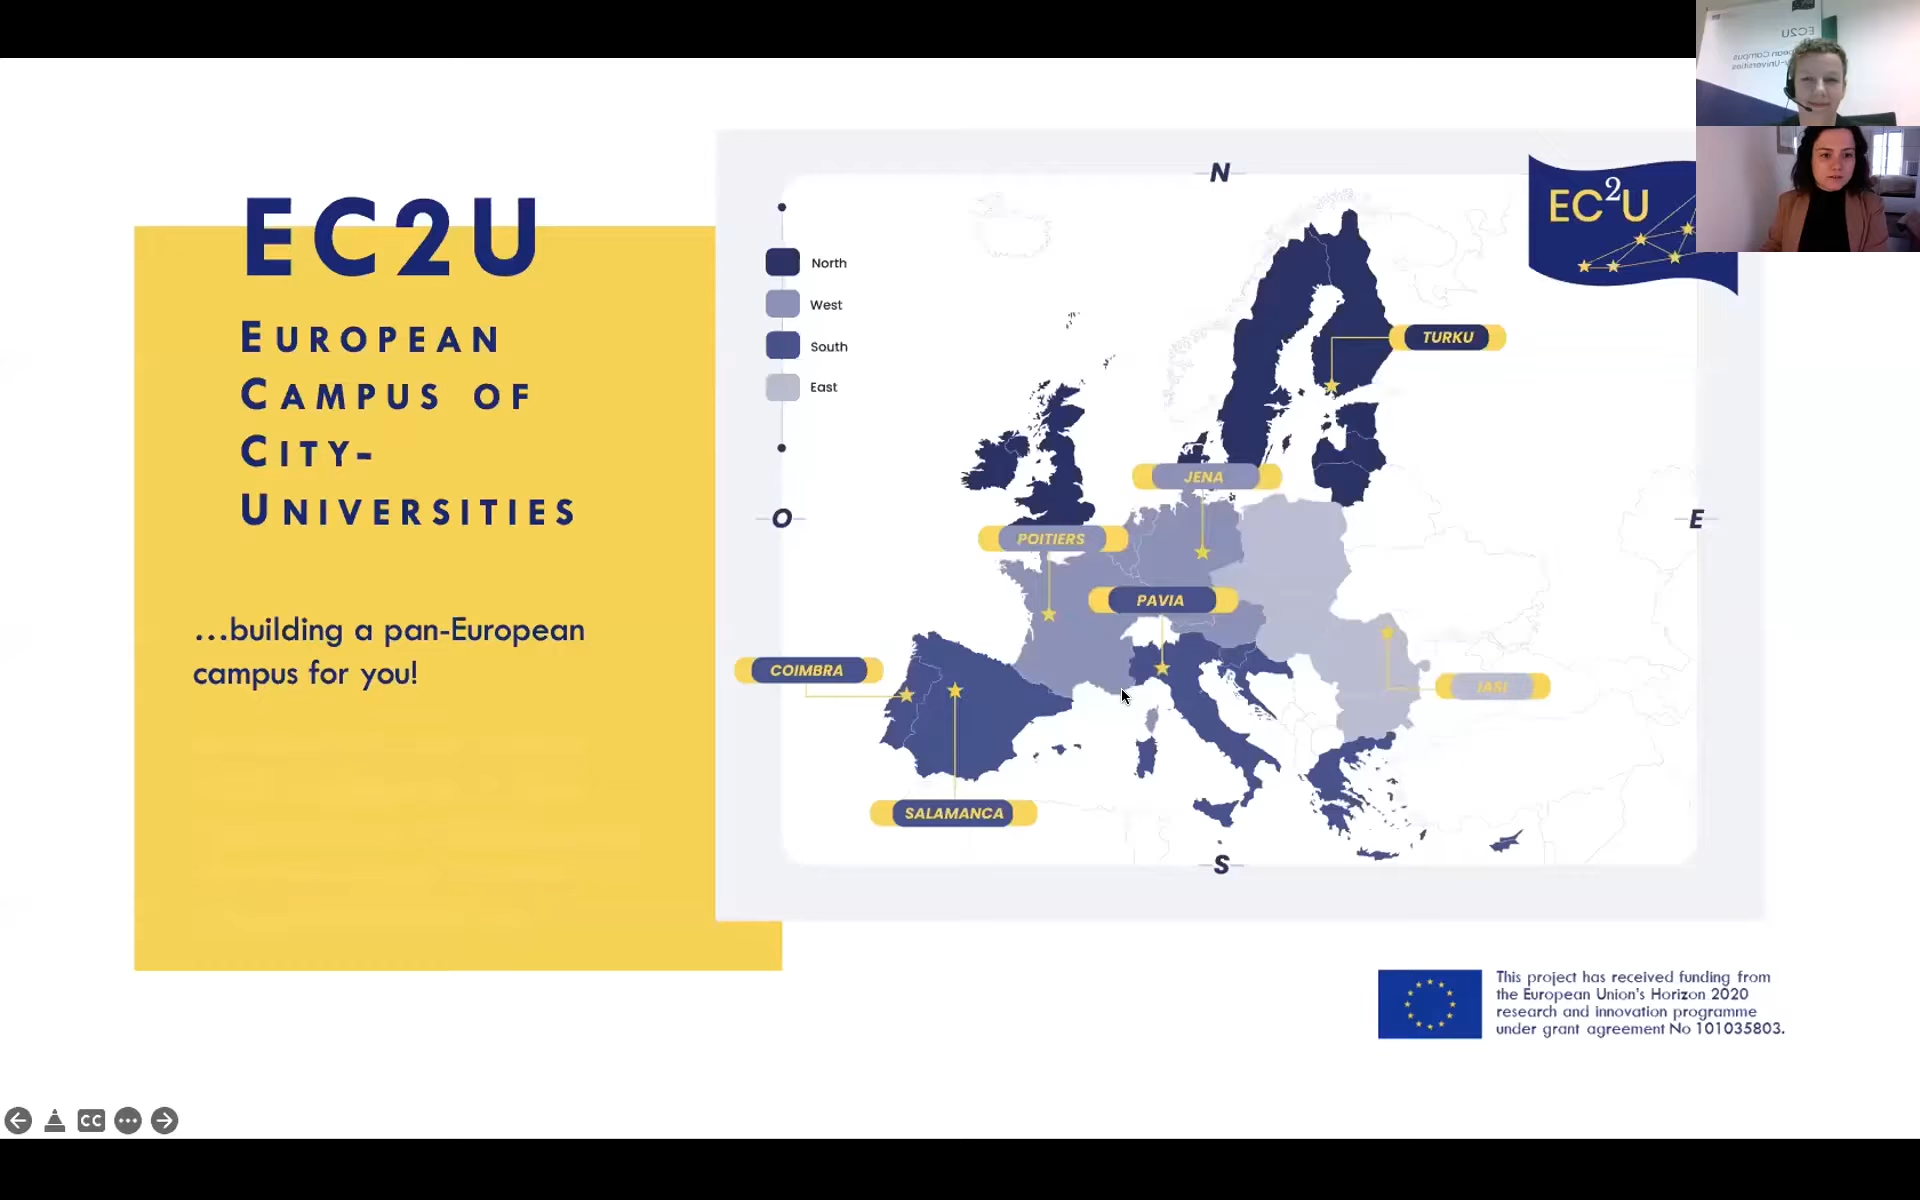 EC2U
EUROPEAN
CAMPUS OF
CITY-
UNIVERSITIES
...building a pan-European
campus for you!
N
North
West
South
East
O
E
S
TURKU
JENA
POITIERS
PAVIA
COIMBRA
IASI
SALAMANCA
EC2U
This project has received funding from
the European Union's Horizon 2020
research and innovation programme
under grant agreement No 101035803.
CC
EC2U